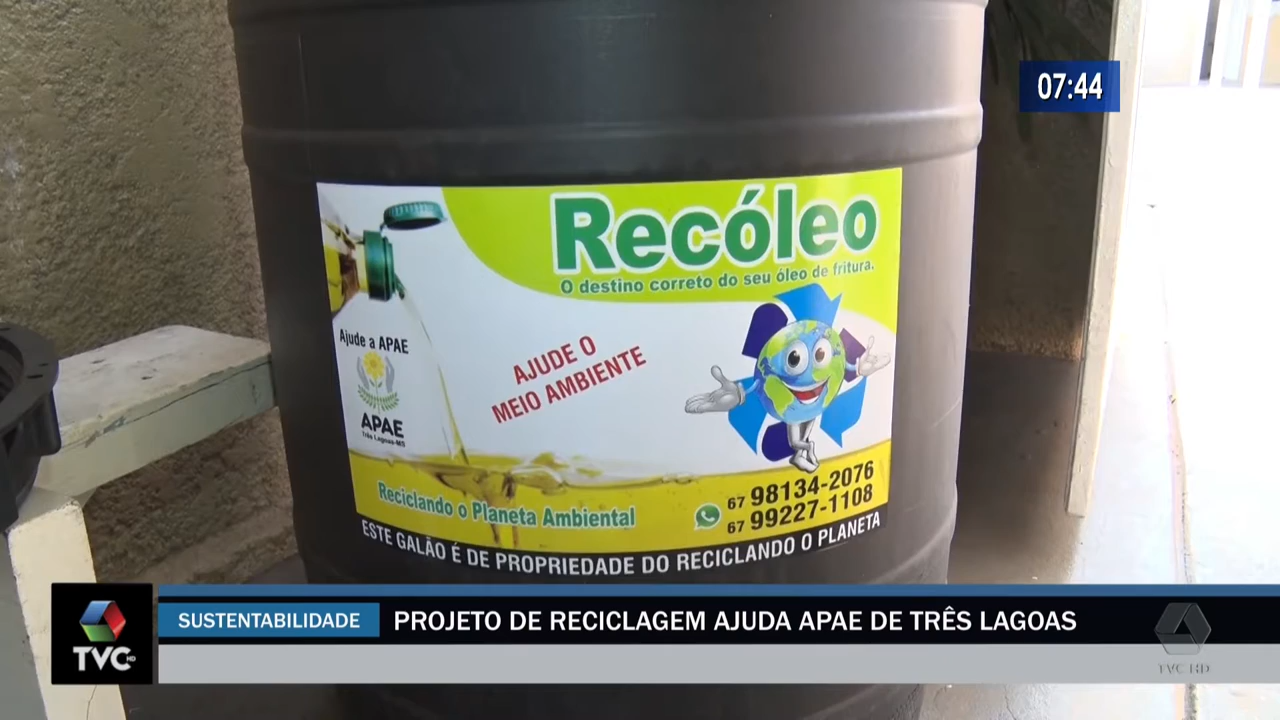 07:44
Recóleo
O destino correto do seu óleo de fritura.
Ajude a APAE
APAE
Três Lagoas-MS
AJUDE O
MEIO AMBIENTE
Reciclando o Planeta Ambiental
67 98134-2076
67 99227-1108
ESTE GALÃO É DE PROPRIEDADE DO RECICLANDO O PLANETA
TVC HD
SUSTENTABILIDADE
PROJETO DE RECICLAGEM AJUDA APAE DE TRÊS LAGOAS
TVC HD